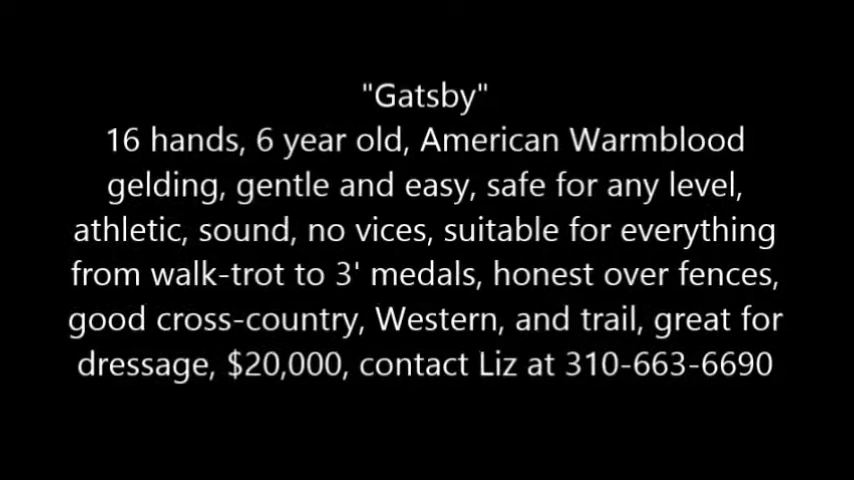 "Gatsby"
16 hands, 6 year old, American Warmblood
gelding, gentle and easy, safe for any level,
athletic, sound, no vices, suitable for everything
from walk-trot to 3' medals, honest over fences,
good cross-country, Western, and trail, great for
dressage, $20,000, contact Liz at 310-663-6690